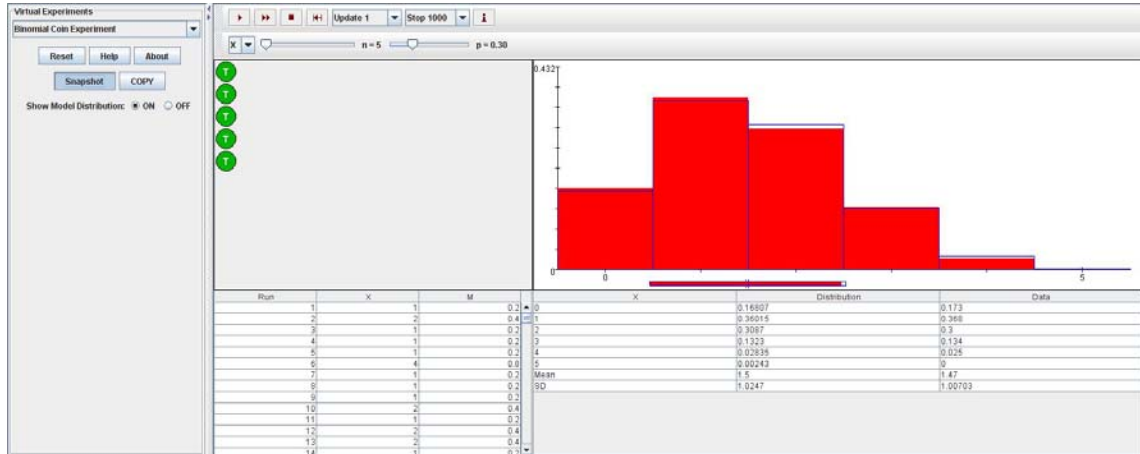 Virtual Experiments
Binomial Coin Experiment
Reset Help About
Snapshot COPY
Show Model Distribution: ON OFF
Update 1 Stop 1000 i
X n = 5 p = 0.30
T
T
T
T
T
0.432
0
0 5
Run X M
1 1 0.2
2 2 0.4
3 1 0.2
4 1 0.2
5 1 0.2
6 4 0.8
7 1 0.2
8 1 0.2
9 1 0.2
10 2 0.4
11 1 0.2
12 2 0.4
13 2 0.4
14 1 0.2
X Distribution Data
0 0.16807 0.173
1 0.36015 0.368
2 0.3087 0.3
3 0.1323 0.134
4 0.02835 0.025
5 0.00243 0
Mean 1.5 1.47
SD 1.0247 1.00703